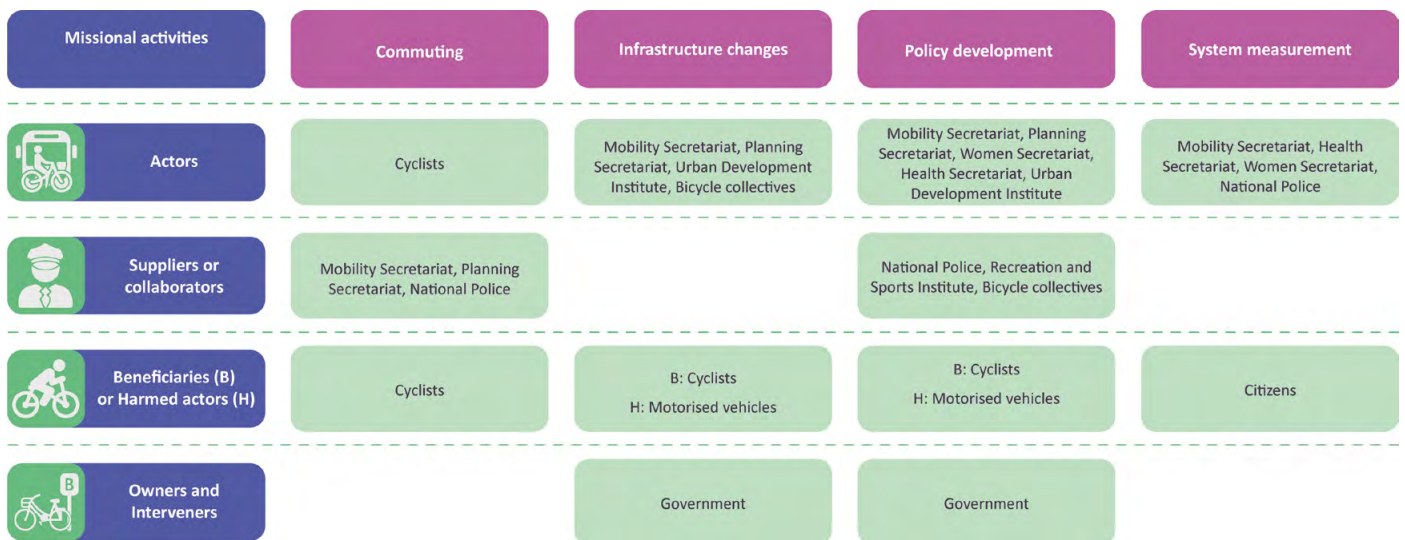 Missional activities
Commuting
Infrastructure changes
Policy development
System measurement
Actors
Cyclists
Mobility Secretariat, Planning
Secretariat, Urban Development
Institute, Bicycle collectives
Mobility Secretariat, Planning
Secretariat, Women Secretariat,
Health Secretariat, Urban
Development Institute
Mobility Secretariat, Health
Secretariat, Women Secretariat,
National Police
Suppliers or
collaborators
Mobility Secretariat, Planning
Secretariat, National Police
National Police, Recreation and
Sports Institute, Bicycle collectives
Beneficiaries (B)
or Harmed actors (H)
Cyclists
B: Cyclists
H: Motorised vehicles
B: Cyclists
H: Motorised vehicles
Citizens
B
Owners and
Interveners
Government
Government